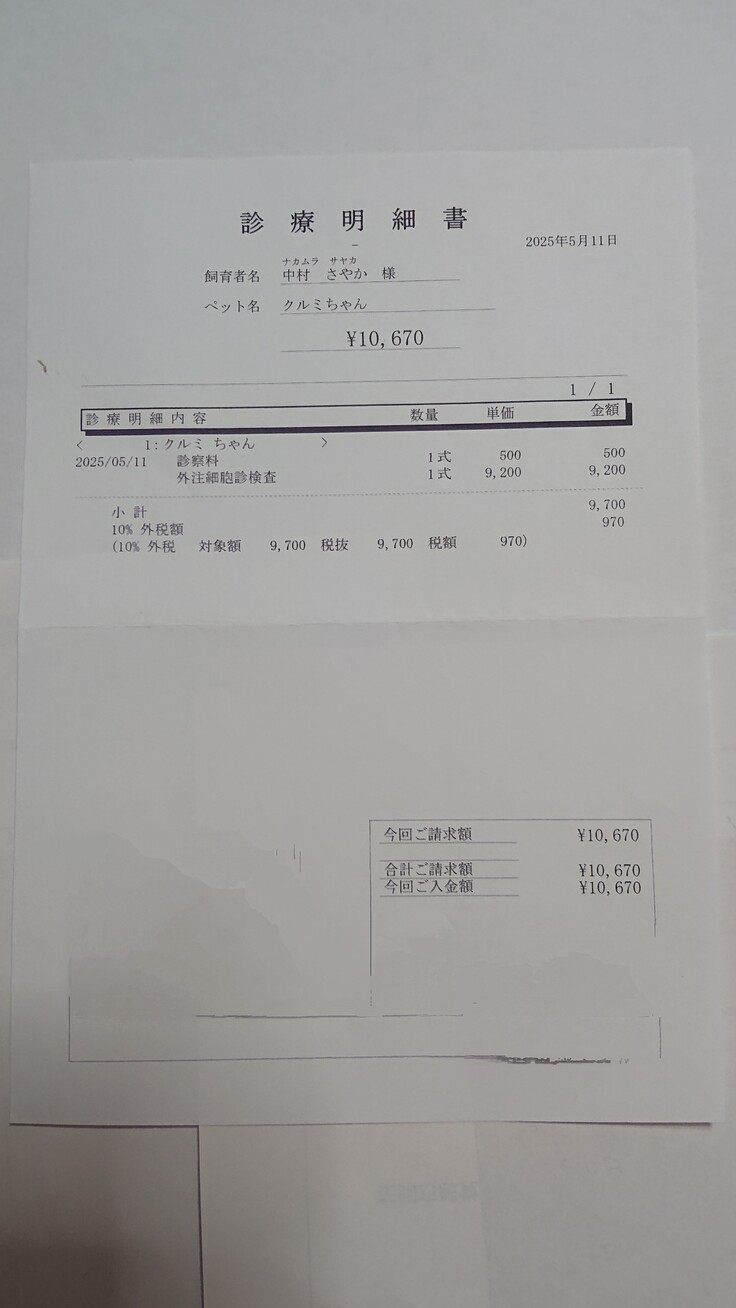 診療明細書
2025年5月11日
ナカムラ サヤカ
飼育者名 中村 さやか 様
ペット名 クルミちゃん
¥10,670
1 / 1
診療明細内容 数量 単価 金額
< 1:クルミ ちゃん >
2025/05/11 診察料 1式 500 500
外注細胞診検査 1式 9,200 9,200
小計 9,700
10% 外税額 970
(10% 外税 対象額 9,700 税抜 9,700 税額 970)
今回ご請求額 ¥10,670
合計ご請求額 ¥10,670
今回ご入金額 ¥10,670